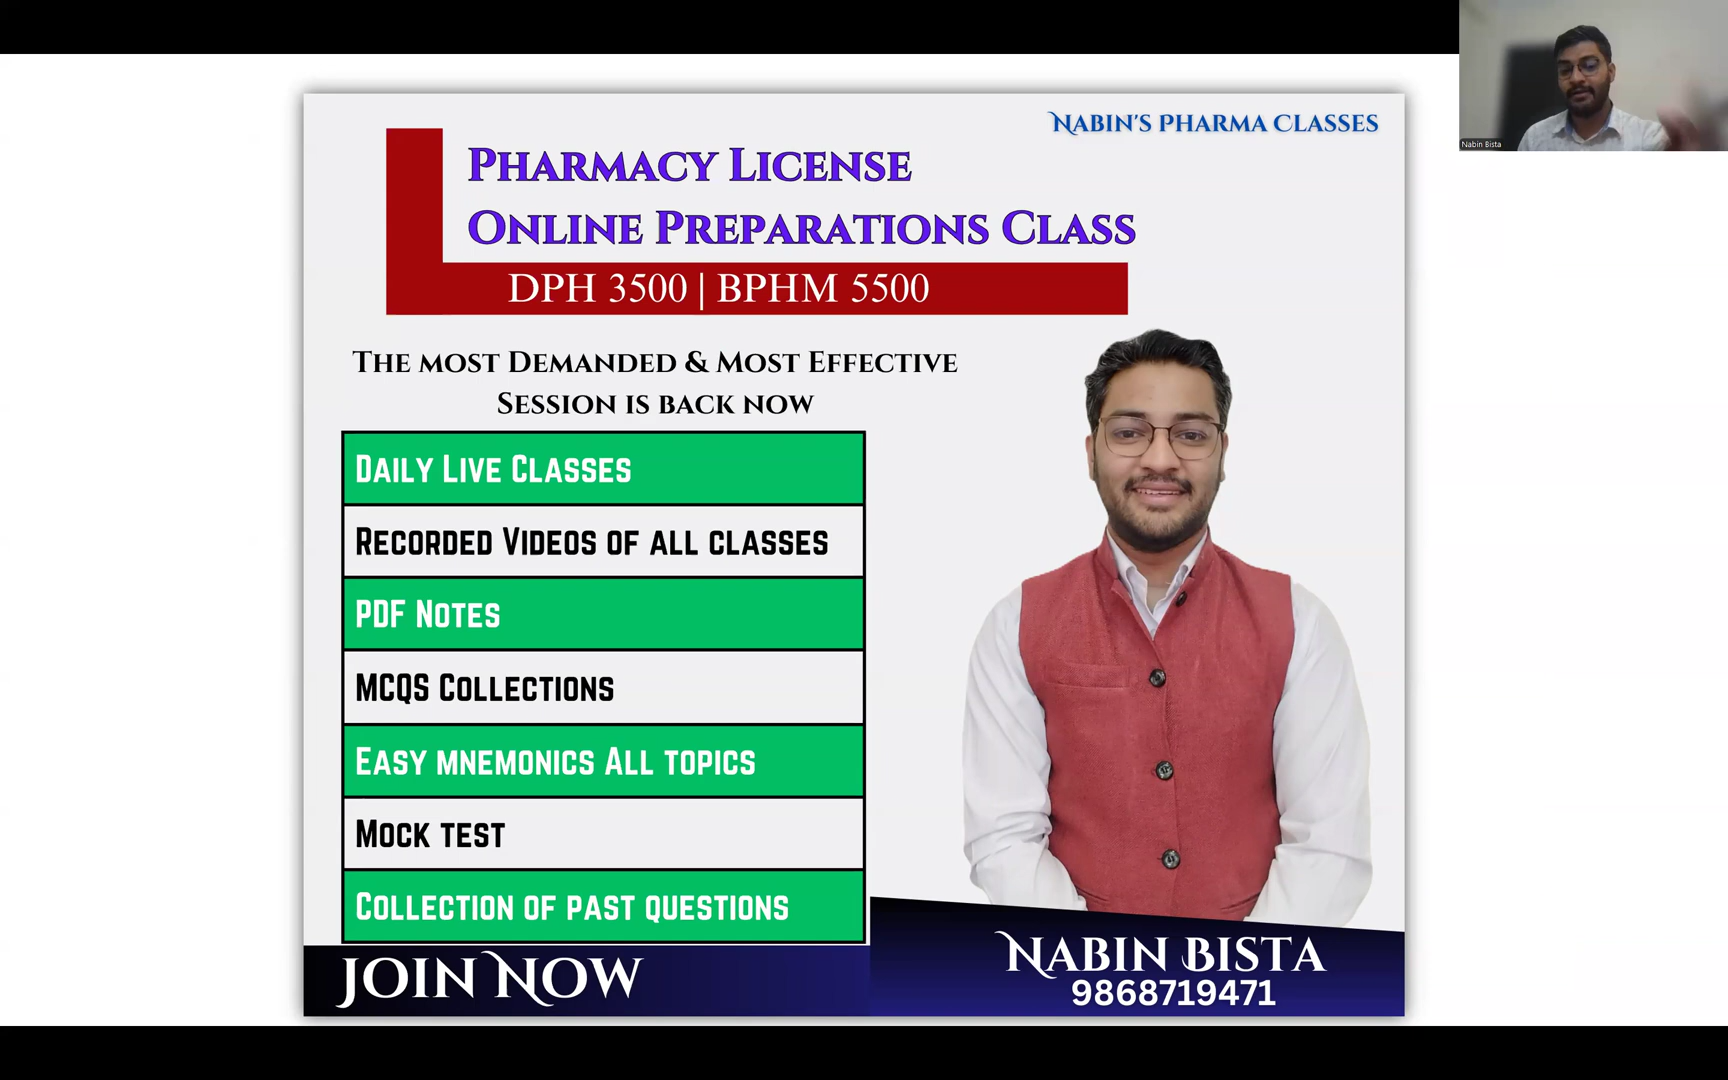 Nabin's Pharma Classes
Pharmacy License
Online Preparations Class
DPH 3500 | BPHM 5500
The most Demanded & Most Effective
Session is back now
Daily Live Classes
Recorded Videos of all classes
PDF Notes
MCQs Collections
Easy mnemonics All topics
Mock test
Collection of past questions
Join Now
Nabin Bista
9868719471
Nabin Bista